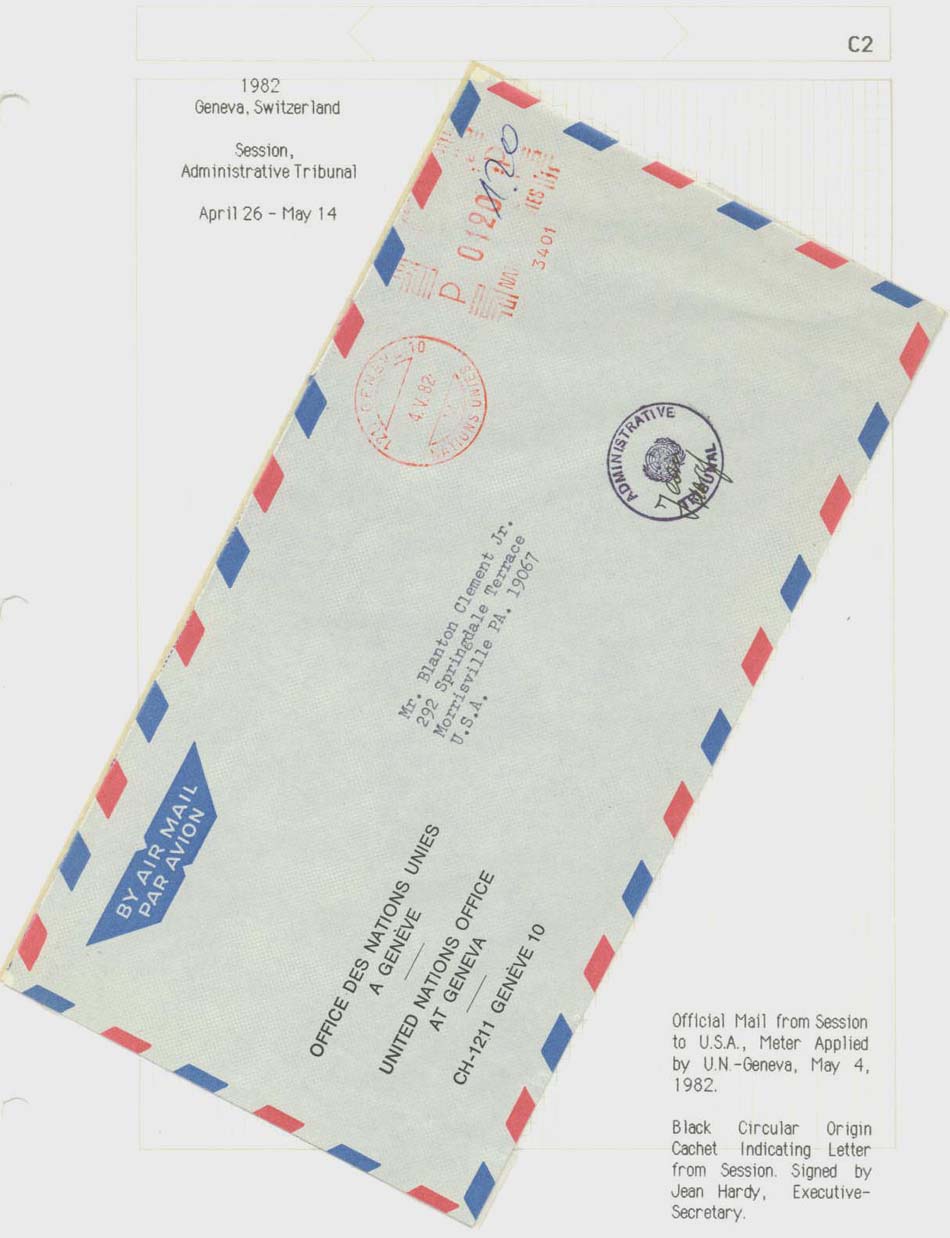 C2
1982
Geneva, Switzerland
Session,
Administrative Tribunal
April 26 - May 14
P 0120 P
1.20
3401
1211 GENEVE 10
4.V.82
NATIONS UNIES
ADMINISTRATIVE
TRIBUNAL
Mr. Blanton Clement Jr.
292 Springdale Terrace
Morrisville PA. 19067
U.S.A.
BY AIR MAIL
PAR AVION
OFFICE DES NATIONS UNIES
A GENÈVE
UNITED NATIONS OFFICE
AT GENEVA
CH-1211 GENÈVE 10
Official Mail from Session
to U.S.A., Meter Applied
by U.N.-Geneva, May 4,
1982.
Black Circular Origin
Cachet Indicating Letter
from Session. Signed by
Jean Hardy, Executive-
Secretary.